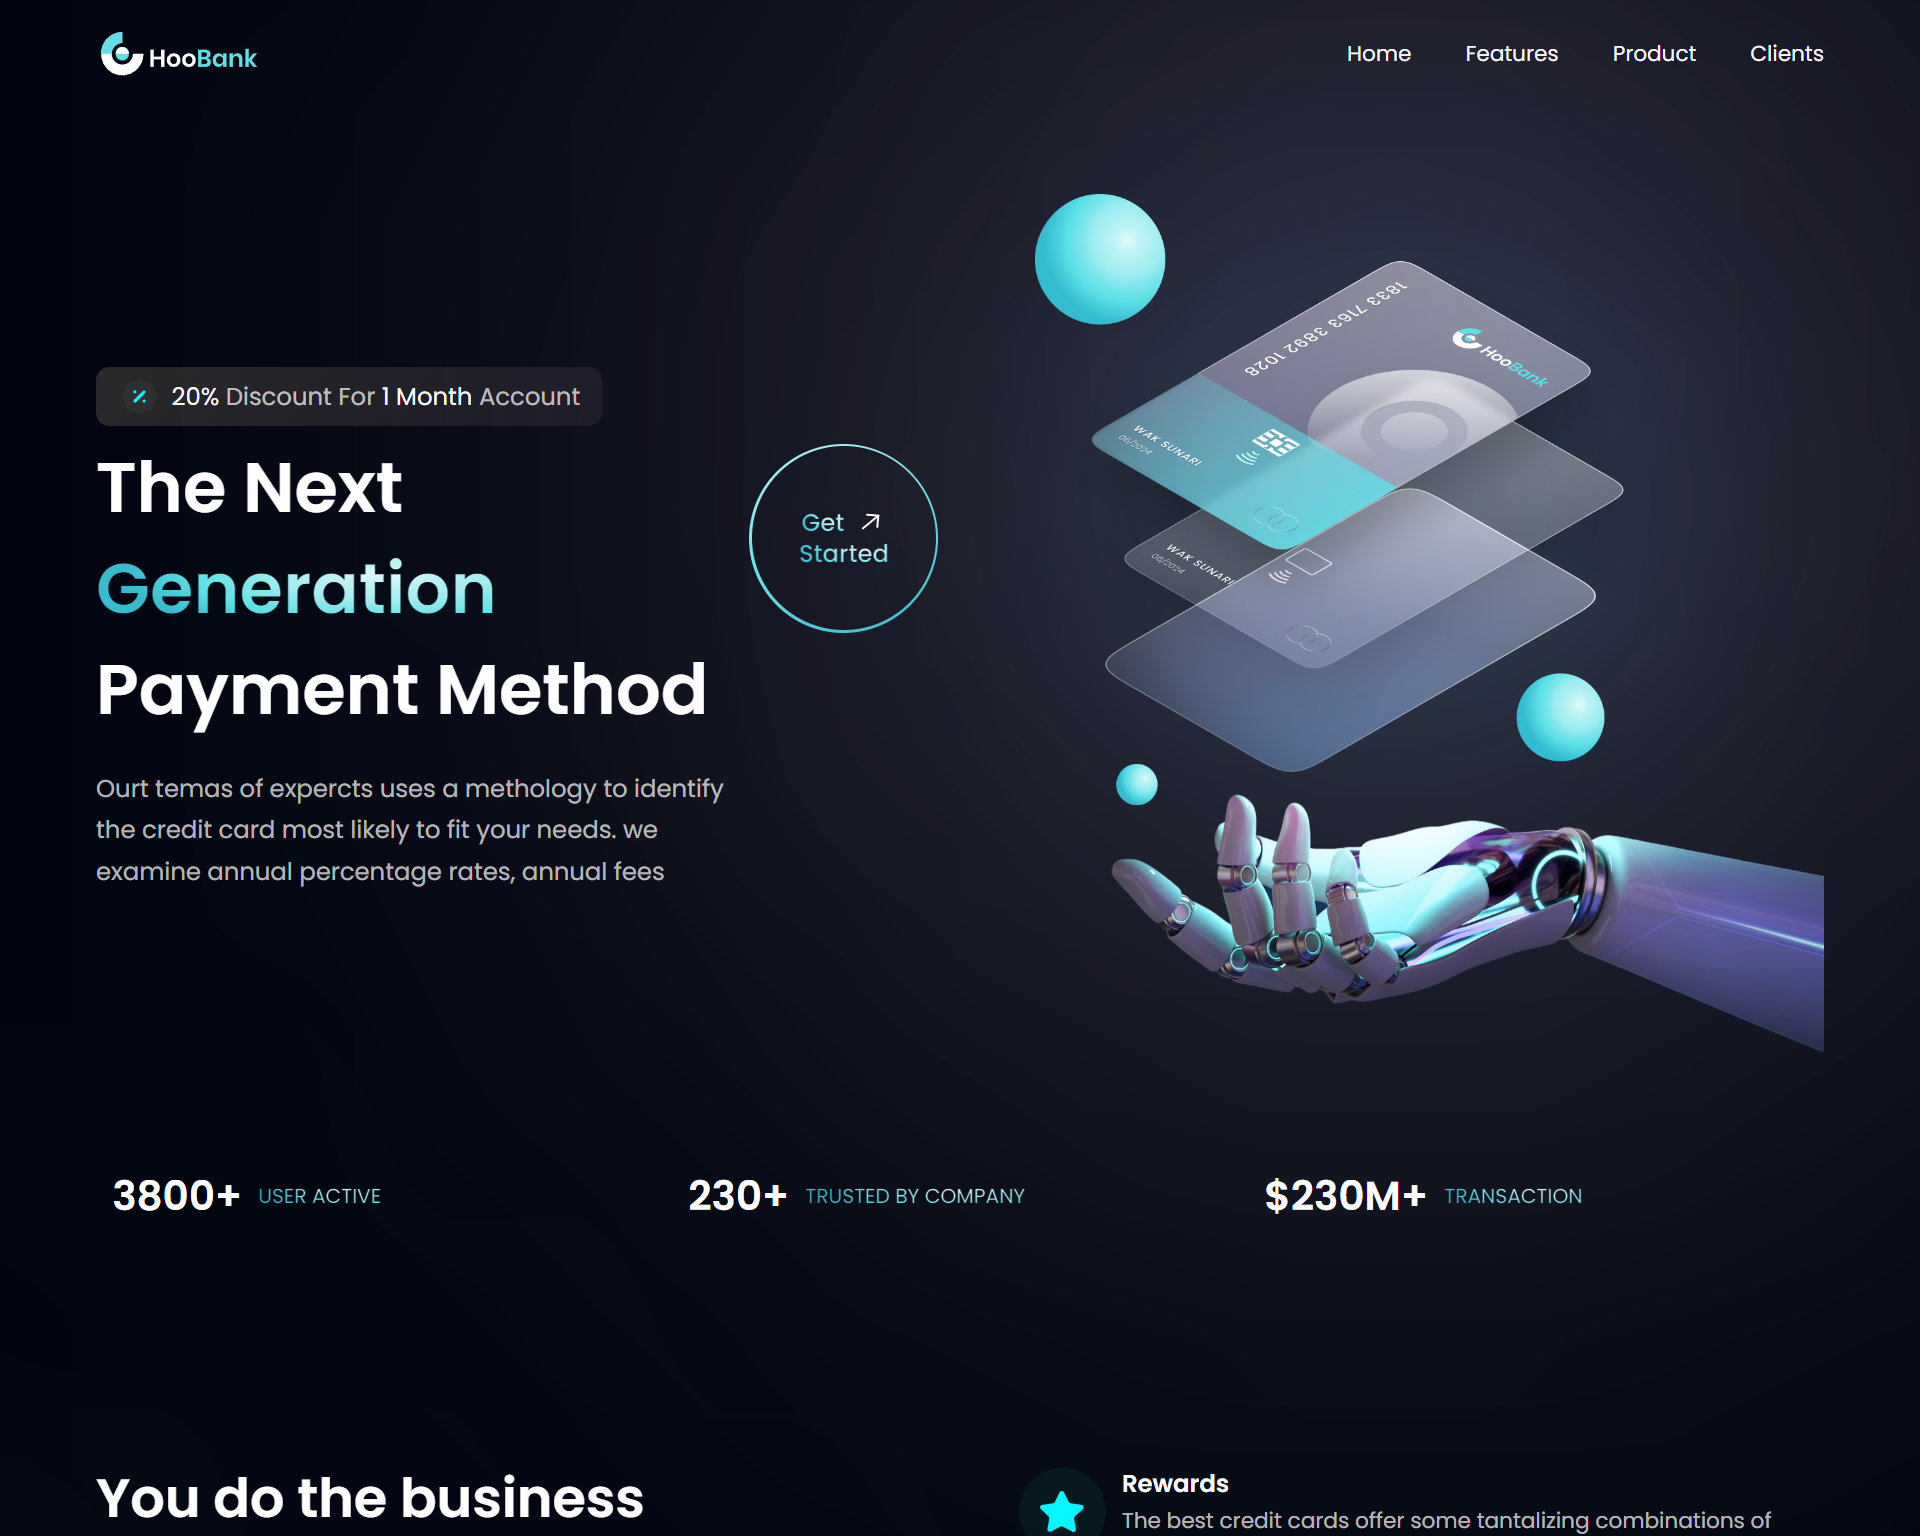 HooBank
Home
Features
Product
Clients
1833 7163 3892 1028
HooBank
WAK SUNARI
06/2024
WAK SUNARI
06/2024
20% Discount For 1 Month Account
The Next
Generation
Payment Method
Get
Started
Ourt temas of expercts uses a methology to identify
the credit card most likely to fit your needs. we
examine annual percentage rates, annual fees
3800+ USER ACTIVE
230+ TRUSTED BY COMPANY
$230M+ TRANSACTION
You do the business
Rewards
The best credit cards offer some tantalizing combinations of